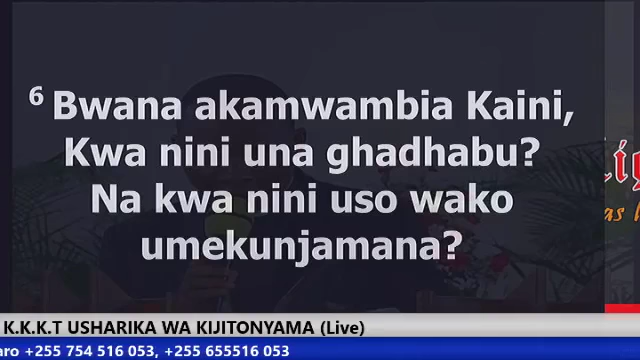 6 Bwana akamwambia Kaini,
Kwa nini una ghadhabu?
Na kwa nini uso wako
umekunjamana?
K.K.K.T USHARIKA WA KIJITONYAMA (Live)
+255 754 516 053, +255 655516 053